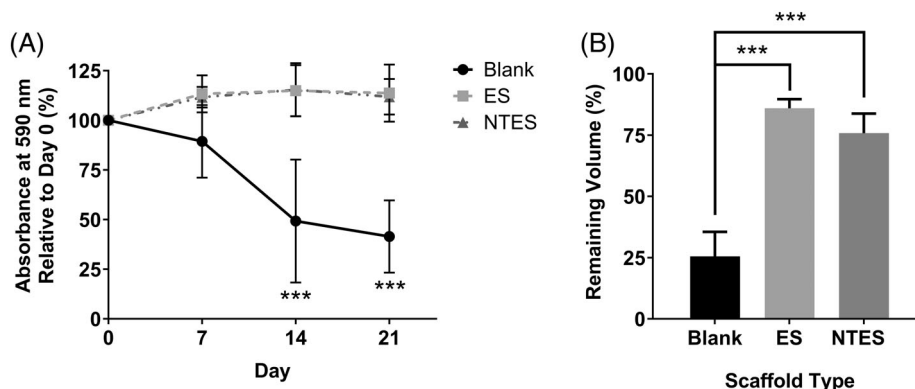 (A)
Absorbance at 590 nm
Relative to Day 0 (%)
125
100
75
50
25
0
0 7 14 21
Day
*** ***
Blank
ES
NTES
(B)
Remaining Volume (%)
100
75
50
25
0
***
***
Blank ES NTES
Scaffold Type